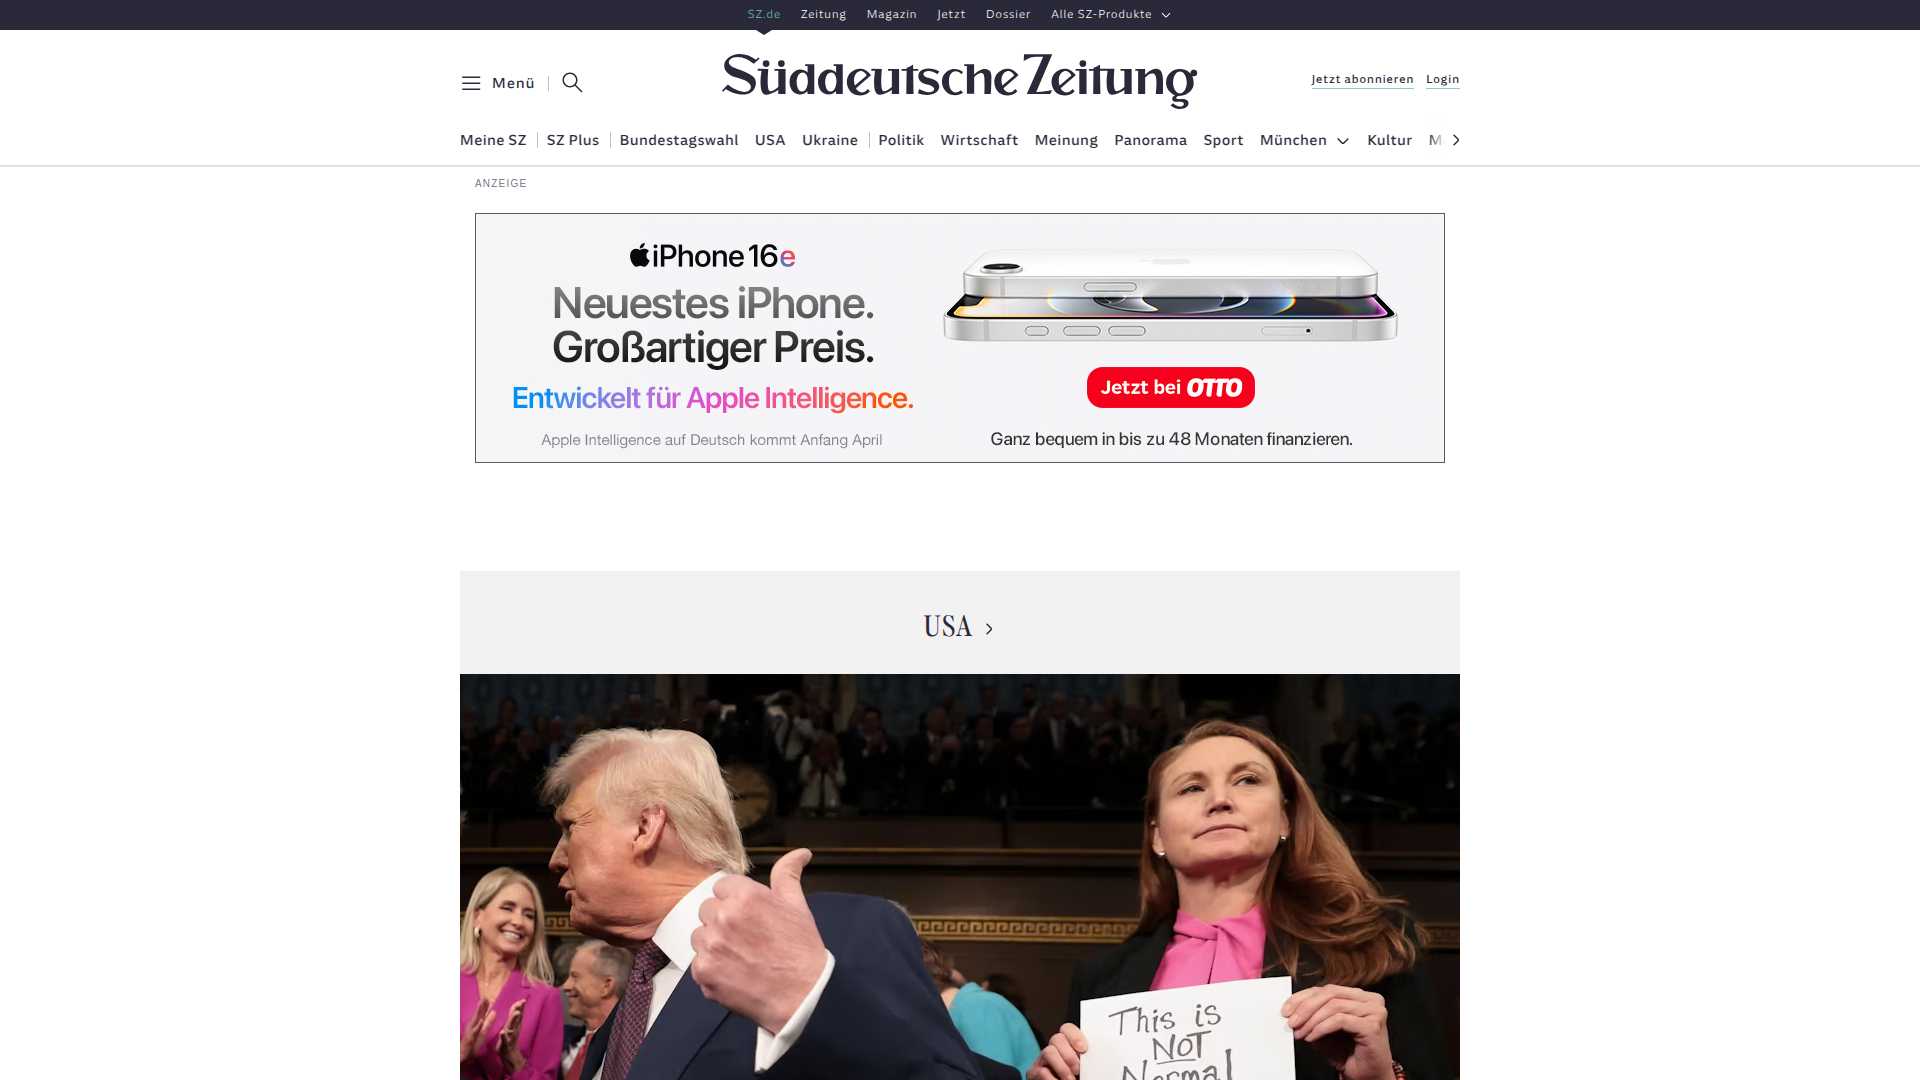 SZ.de Zeitung Magazin Jetzt Dossier Alle SZ-Produkte
Menü
Süddeutsche Zeitung
Jetzt abonnieren Login
Meine SZ SZ Plus Bundestagswahl USA Ukraine Politik Wirtschaft Meinung Panorama Sport München Kultur M
ANZEIGE
iPhone 16e
Neuestes iPhone.
Großartiger Preis.
Entwickelt für Apple Intelligence.
Apple Intelligence auf Deutsch kommt Anfang April
Jetzt bei OTTO
Ganz bequem in bis zu 48 Monaten finanzieren.
USA
This is
NOT
Normal